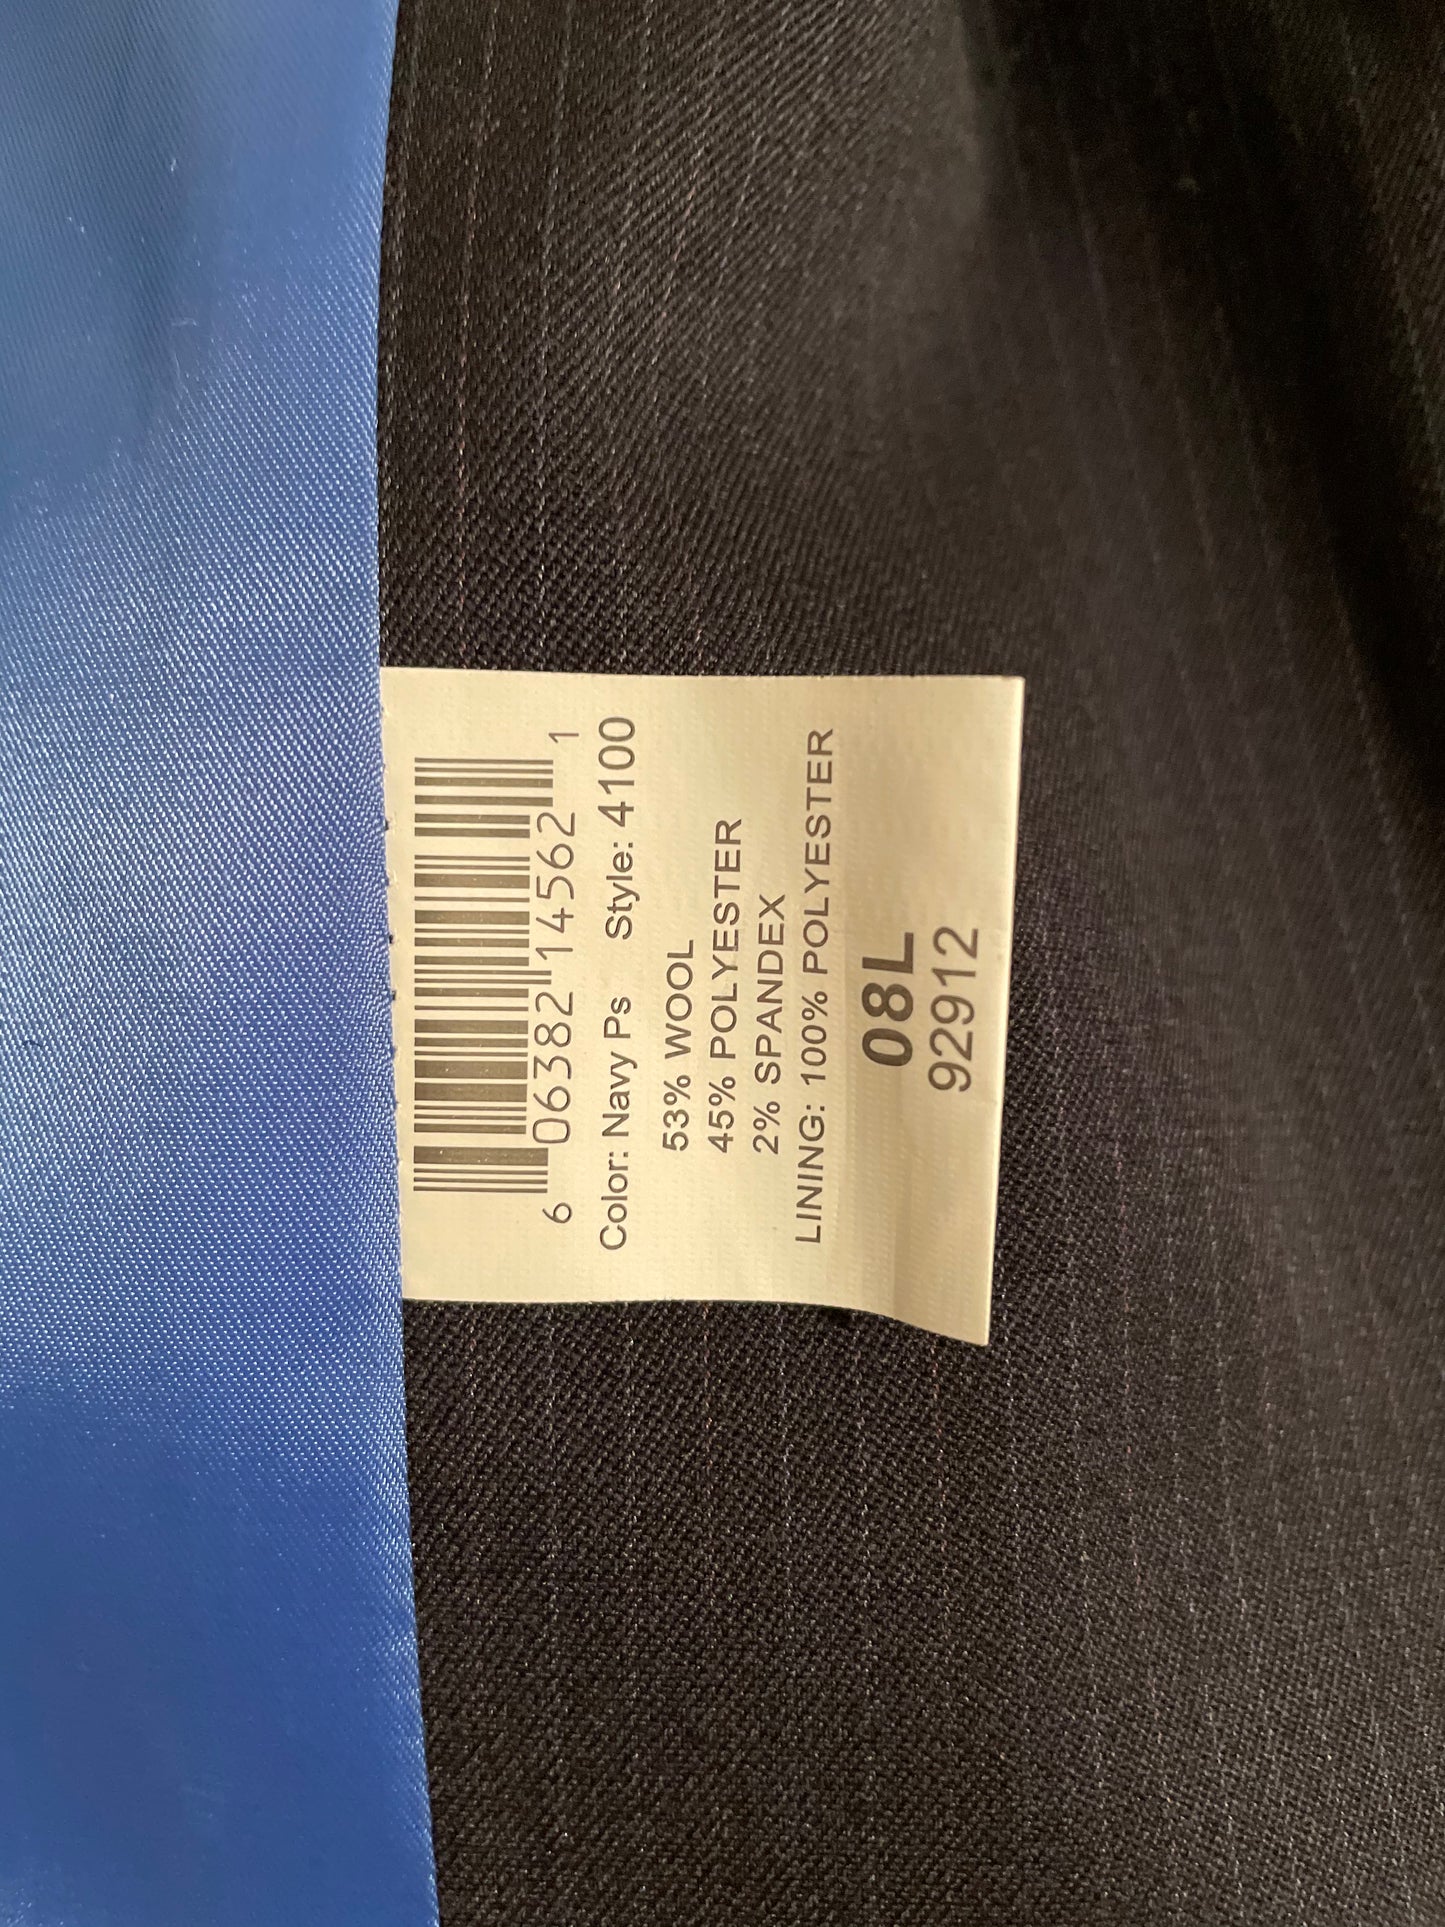 6 06382 14562 1
Color: Navy Ps Style: 4100
53% WOOL
45% POLYESTER
2% SPANDEX
LINING: 100% POLYESTER
08L
92912